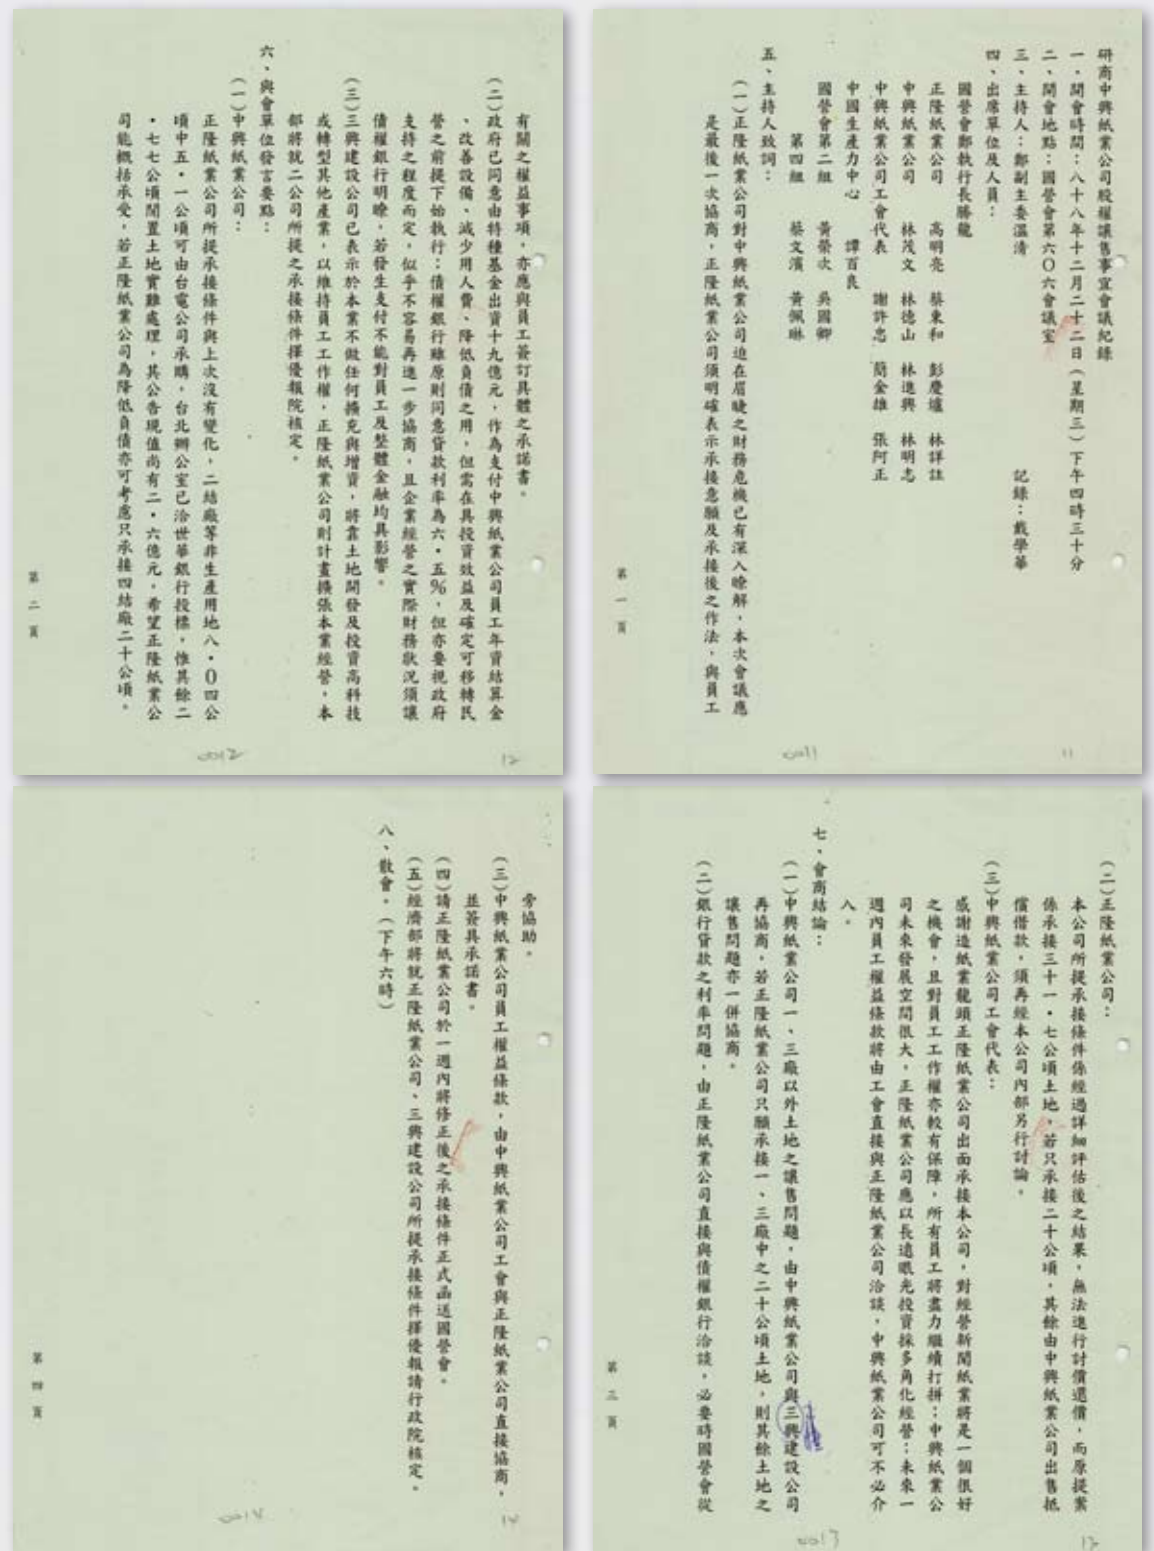 研商中興紙業公司股權讓售事宜會議紀錄
一、開會時間：八十八年十二月二十二日（星期三）下午四時三十分
二、開會地點：國營會第六〇六會議室
三、主持人：鄭副主委溫清　記錄：戴學華
四、出席單位及人員：
國營會鄭執行長勝龍
正隆紙業公司　高明亮　蔡東和　彭慶爐　林詳註
中興紙業公司　林茂文　林德山　林進興　林明志
中興紙業公司工會代表　謝許忠　簡金雄　張阿正
中國生產力中心　譚百良
國營會第二組　黃榮次　吳國卿
第四組　蔡文濱　黃佩琳
五、主持人致詞：
（一）正隆紙業公司對中興紙業公司迫在眉睫之財務危機已有深入暸解，本次會議應
是最後一次協商，正隆紙業公司須明確表示承接意願及承接後之作法，與員工
第一頁
0011
11
有關之權益事項，亦應與員工簽訂具體之承諾書。
（二）政府已同意由特種基金出資十九億元，作為支付中興紙業公司員工年資結算金
、改善設備、減少用人費、降低負債之用，但需在具投資效益及確定可移轉民
營之前提下始執行；債權銀行雖原則同意貸款利率為六・五％，但亦要視政府
支持之程度而定，似乎不容易再進一步協商，且企業經營之實際財務狀況須讓
債權銀行明瞭，若發生支付不能對員工及整體金融均具影響。
（三）三興建設公司已表示於本業不做任何擴充與增資，將靠土地開發及投資高科技
或轉型其他產業，以維持員工工作權，正隆紙業公司則計畫擴張本業經營，本
部將就二公司所提之承接條件擇優報院核定。
六、與會單位發言要點：
（一）中興紙業公司：
正隆紙業公司所提承接條件與上次沒有變化，二結廠等非生產用地八・〇四公
頃中五・一公頃可由台電公司承購，台北辦公室已洽世華銀行投標，惟其餘二
・七七公頃閒置土地實難處理，其公告現值尚有二・六億元，希望正隆紙業公
司能概括承受，若正隆紙業公司為降低負債亦可考慮只承接四結廠二十公頃。
第二頁
0012
12
（二）正隆紙業公司：
本公司所提承接條件係經過詳細評估後之結果，無法進行討價還價，而原提案
係承接三十一・七公頃土地，若只承接二十公頃，其餘由中興紙業公司出售抵
償借款，須再經本公司內部另行討論。
（三）中興紙業公司工會代表：
感謝造紙業龍頭正隆紙業公司出面承接本公司，對經營新聞紙業將是一個很好
之機會，且對員工工作權亦較有保障，所有員工將盡力繼續打拼；中興紙業公
司未來發展空間很大，正隆紙業公司應以長遠眼光投資採多角化經營；未來一
週內員工權益條款將由工會直接與正隆紙業公司洽談，中興紙業公司可不必介
入。
七、會商結論：
（一）中興紙業公司一、三廠以外土地之讓售問題，由中興紙業公司與三興建設公司
再協商，若正隆紙業公司只願承接一、三廠中之二十公頃土地，則其餘土地之
讓售問題亦一併協商。
（二）銀行貸款之利率問題，由正隆紙業公司直接與債權銀行洽談，必要時國營會從
第三頁
0013
13
旁協助。
（三）中興紙業公司員工權益條款，由中興紙業公司工會與正隆紙業公司直接協商，
並簽具承諾書。
（四）請正隆紙業公司於一週內將修正後之承接條件正式函送國營會。
（五）經濟部將就正隆紙業公司、三興建設公司所提承接條件擇優報請行政院核定。
八、散會。（下午六時）
第四頁
0014
14